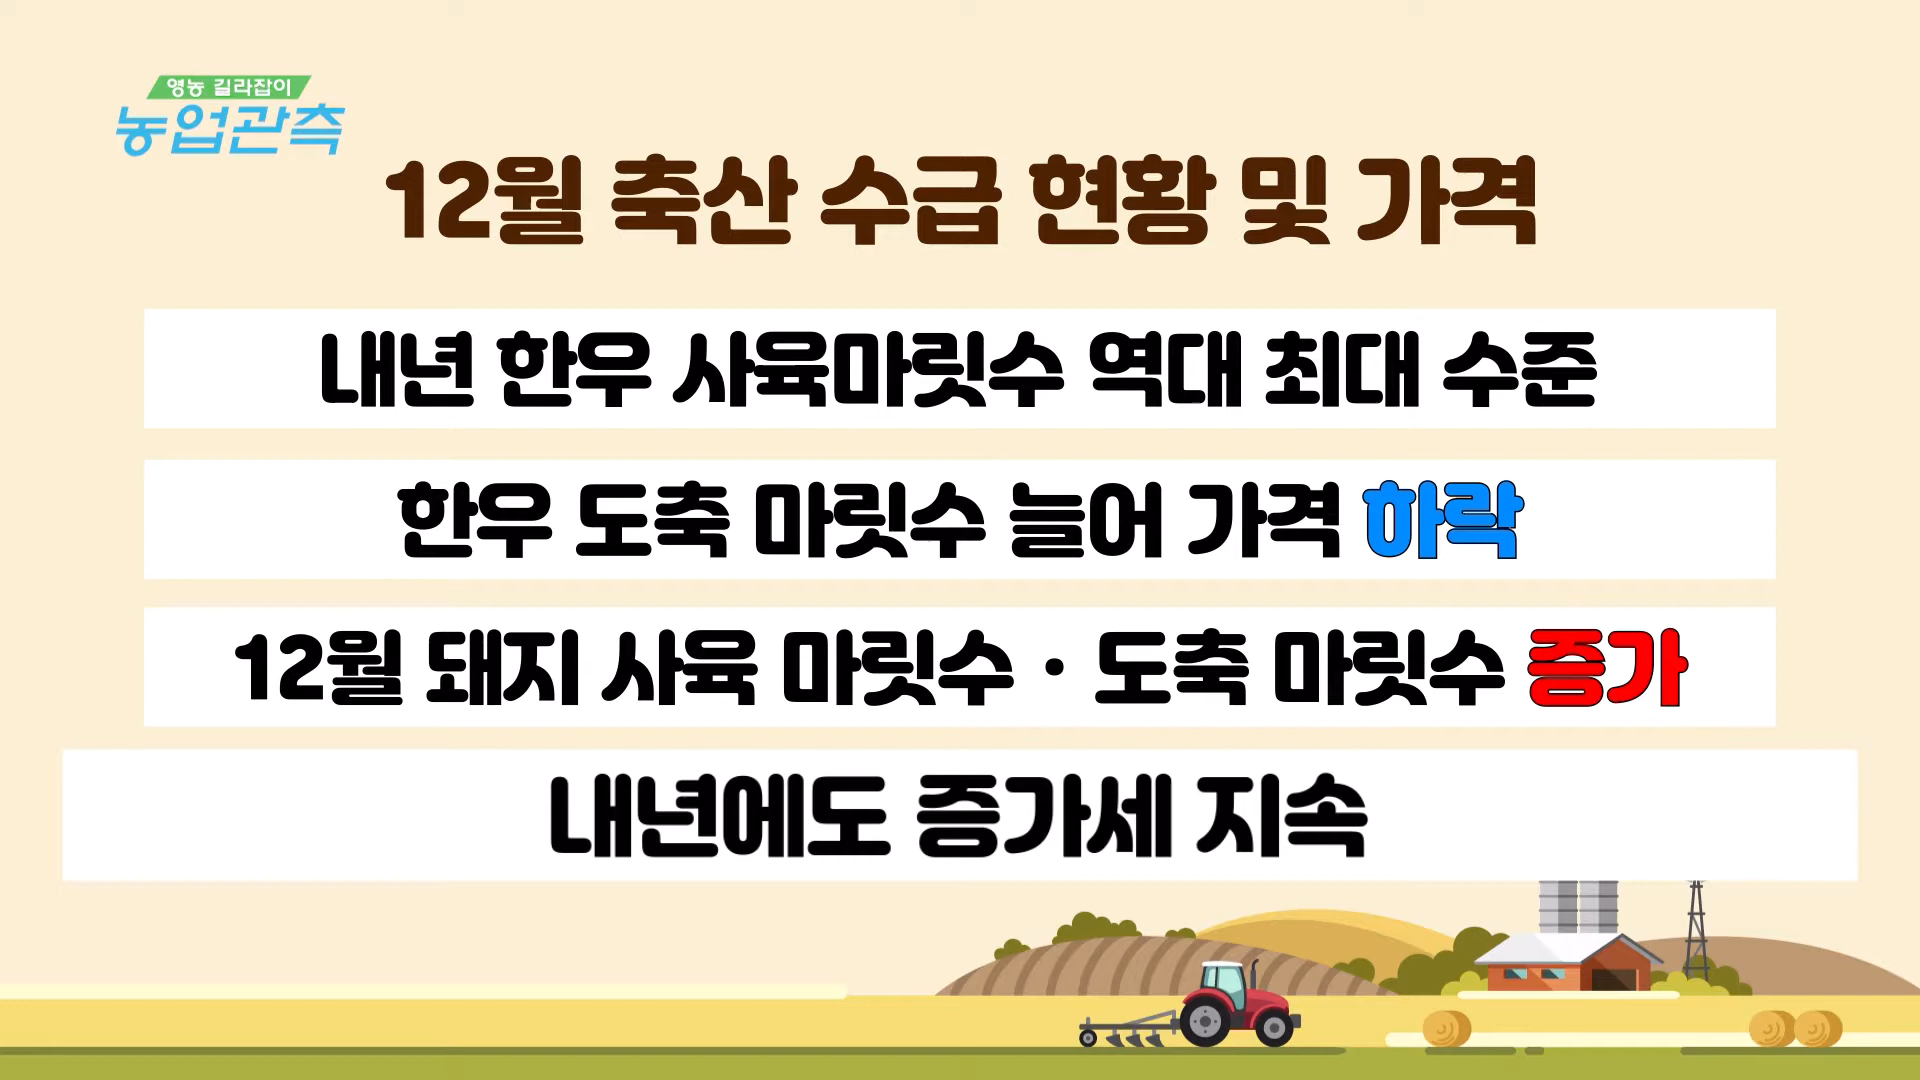 영농 길라잡이
농업관측
12월 축산 수급 현황 및 가격
내년 한우 사육마릿수 역대 최대 수준
한우 도축 마릿수 늘어 가격 하락
12월 돼지 사육 마릿수 · 도축 마릿수 증가
내년에도 증가세 지속